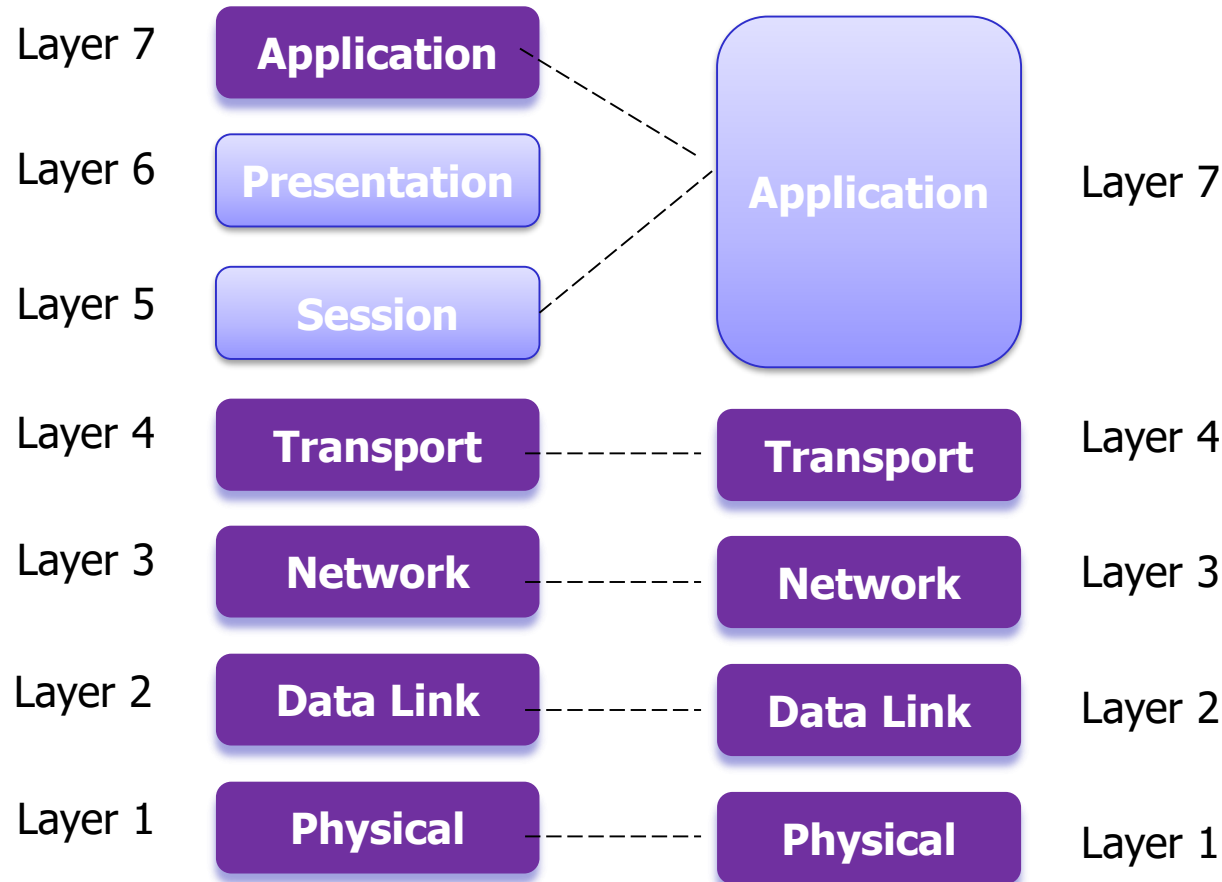 Layer 7
Application
Layer 6
Presentation
Layer 5
Session
Layer 4
Transport
Layer 3
Network
Layer 2
Data Link
Layer 1
Physical
Application
Layer 7
Transport
Layer 4
Network
Layer 3
Data Link
Layer 2
Physical
Layer 1